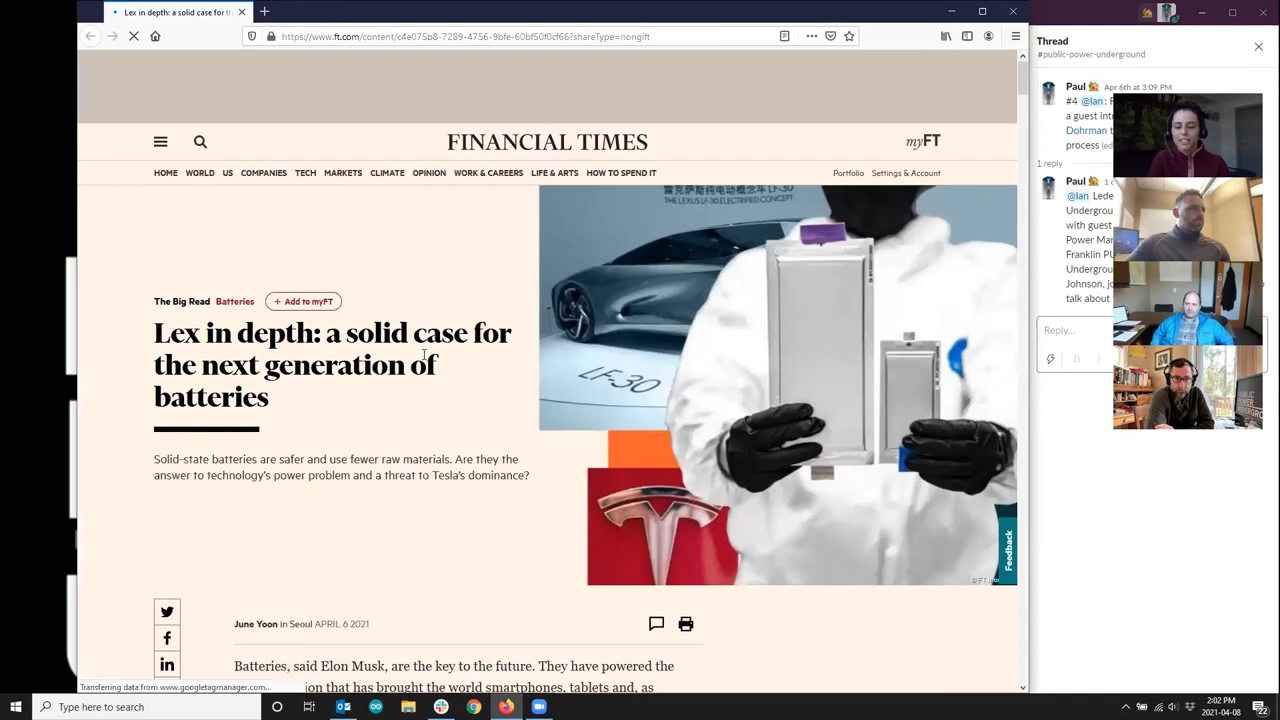 Lex in depth: a solid case for th
https://www.ft.com/content/c4e075b8-7289-4756-9bfe-60bf50f0cf66?shareType=nongift
FINANCIAL TIMES
myFT
HOME WORLD US COMPANIES TECH MARKETS CLIMATE OPINION WORK & CAREERS LIFE & ARTS HOW TO SPEND IT
Portfolio Settings & Account
THE LEXUS LF-30 ELECTRIFIED CONCEPT
LF-30
The Big Read Batteries + Add to myFT
Lex in depth: a solid case for
the next generation of
batteries
Solid-state batteries are safer and use fewer raw materials. Are they the
answer to technology's power problem and a threat to Tesla's dominance?
Feedback
June Yoon in Seoul APRIL 6 2021
Batteries, said Elon Musk, are the key to the future. They have powered the
ion that has brought the world smartphones, tablets and, as
Transferring data from www.googletagmanager.com...
Thread
#public-power-underground
Paul Apr 6th at 3:09 PM
#4 @Ian:
a guest int
Dohrman t
process (ed
1 reply
Paul 1
@Ian Lede
Undergrou
with guest
Power Ma
Franklin PU
Undergrou
Johnson, jo
talk about
Reply...
B
PUBLIC
POWER
UNDERGRO
Type here to search
2:02 PM
2021-04-08
22